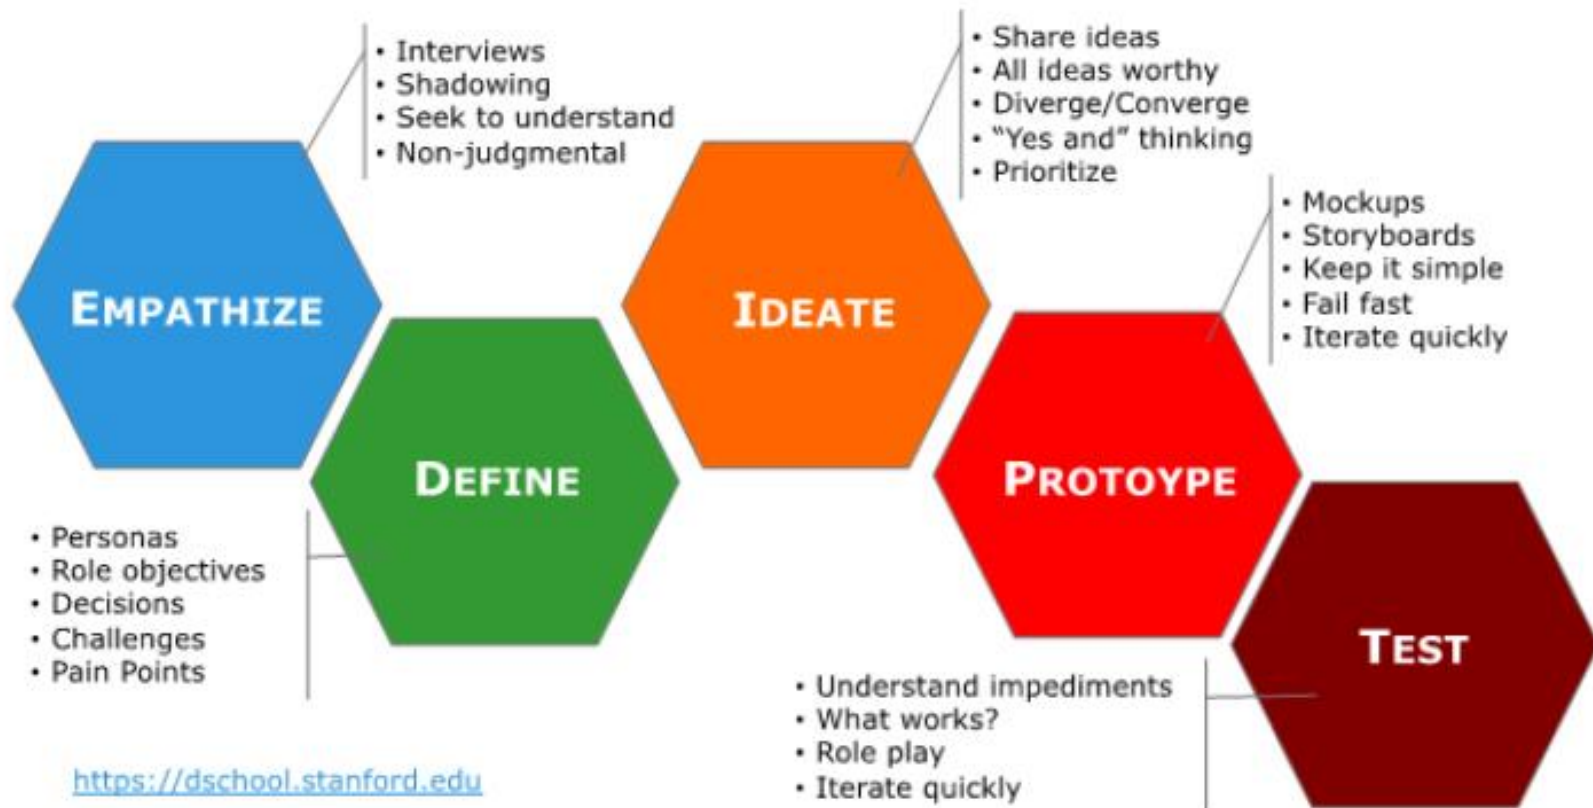 EMPATHIZE
• Interviews
• Shadowing
• Seek to understand
• Non-judgmental
DEFINE
• Personas
• Role objectives
• Decisions
• Challenges
• Pain Points
IDEATE
• Share ideas
• All ideas worthy
• Diverge/Converge
• “Yes and” thinking
• Prioritize
PROTOYPE
• Mockups
• Storyboards
• Keep it simple
• Fail fast
• Iterate quickly
TEST
• Understand impediments
• What works?
• Role play
• Iterate quickly
https://dschool.stanford.edu